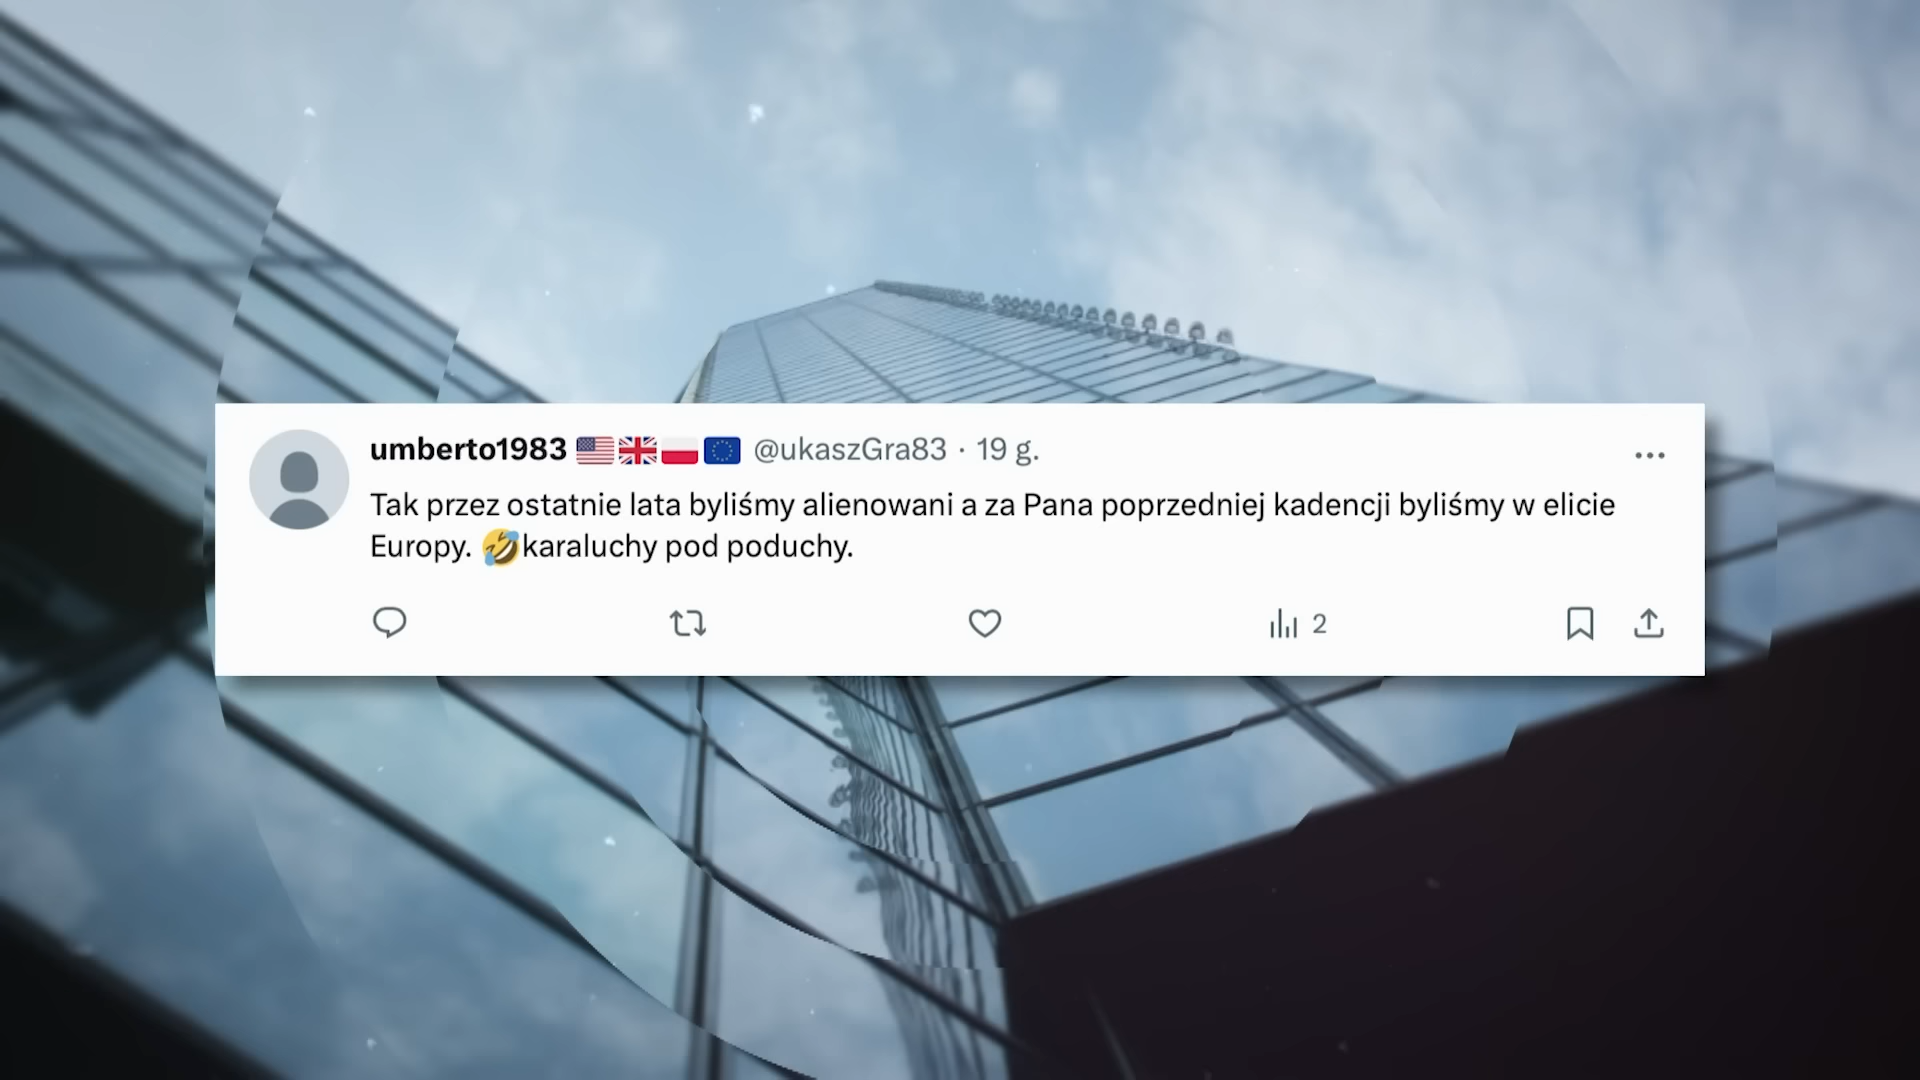 umberto1983 🇺🇸🇬🇧🇵🇱🇪🇺 @ukaszGra83 · 19 g.
Tak przez ostatnie lata byliśmy alienowani a za Pana poprzedniej kadencji byliśmy w elicie
Europy. 🤣karaluchy pod poduchy.
2